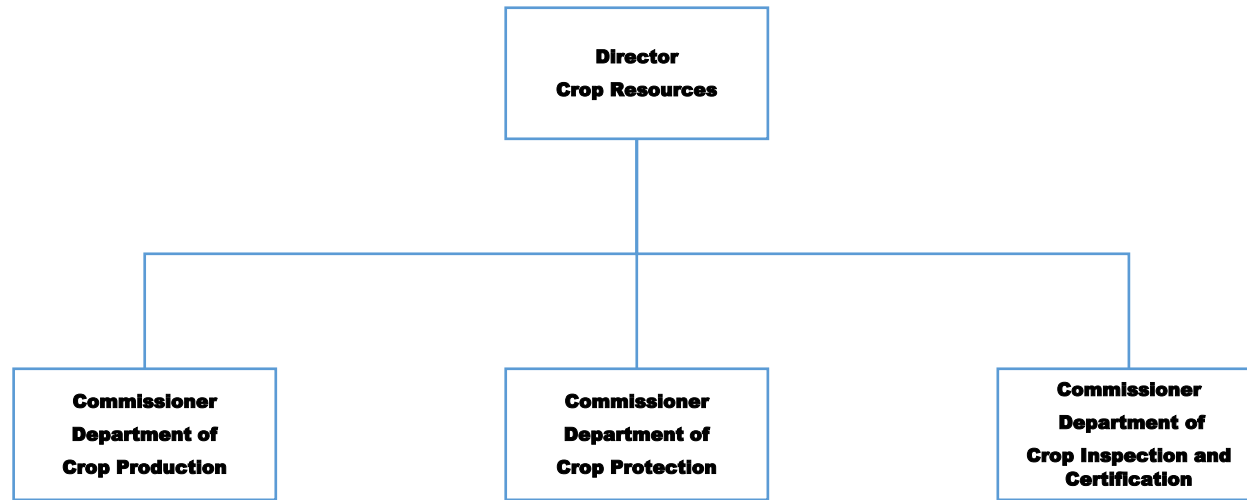 Director
Crop Resources
Commissioner
Department of
Crop Production
Commissioner
Department of
Crop Protection
Commissioner
Department of
Crop Inspection and
Certification